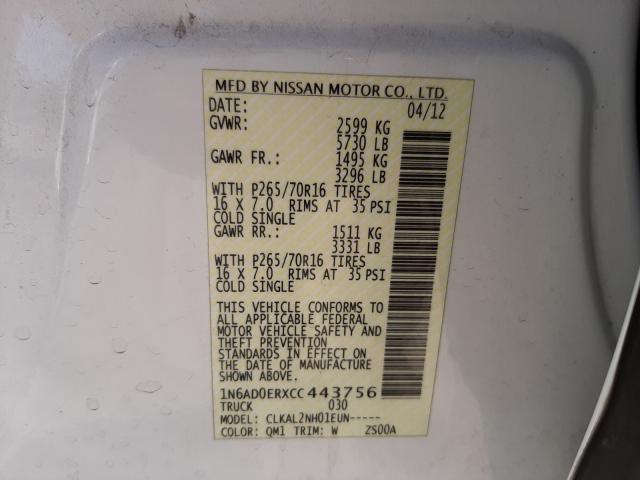 MFD BY NISSAN MOTOR CO., LTD.
DATE: 04/12
GVWR: 2599 KG
5730 LB
GAWR FR.: 1495 KG
3296 LB
WITH P265/70R16 TIRES
16 X 7.0 RIMS AT 35 PSI
COLD SINGLE
GAWR RR.: 1511 KG
3331 LB
WITH P265/70R16 TIRES
16 X 7.0 RIMS AT 35 PSI
COLD SINGLE
THIS VEHICLE CONFORMS TO
ALL APPLICABLE FEDERAL
MOTOR VEHICLE SAFETY AND
THEFT PREVENTION
STANDARDS IN EFFECT ON
THE DATE OF MANUFACTURE
SHOWN ABOVE.
1N6AD0ERXCC443756
TRUCK 030
MODEL: CLKAL2NH01EUN-----
COLOR: QM1 TRIM: W ZS00A